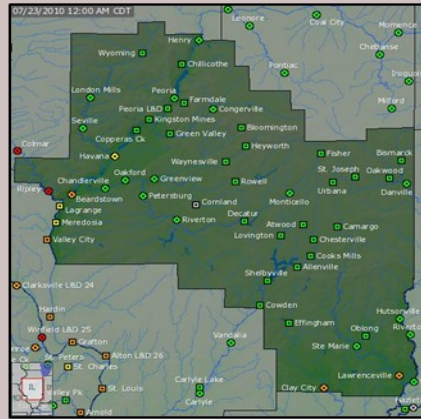 07/23/2010 12:00 AM CDT
Leonore
Coal City
Momence
Henry
Chebanse
Wyoming
Chillicothe
Pontiac
Iroquois
London Mills
Peoria
Farmdale
Milford
Peoria L&D
Congerville
Kingston Mines
Seville
Bloomington
Copperas Ck
Green Valley
Colmar
Heyworth
Havana
Fisher
Bismarck
Waynesville
St. Joseph
Oakwood
Oakford
Greenview
Rowell
Urbana
Ripley
Chandlerville
Danville
Beardstown
Petersburg
Monticello
Cornland
Lagrange
Decatur
Meredosia
Riverton
Atwood
Camargo
Lovington
Valley City
Chesterville
Cooks Mills
Allenville
Shelbyville
Clarksville L&D 24
Cowden
Hardin
Effingham
Hutsonville
Winfield L&D 25
Oblong
Grafton
Vandalia
Ste Marie
St. Peters
Alton L&D 26
St. Charles
Lawrenceville
IL
St. Louis
Carlyle Lake
Clay City
Carlyle
Arnold